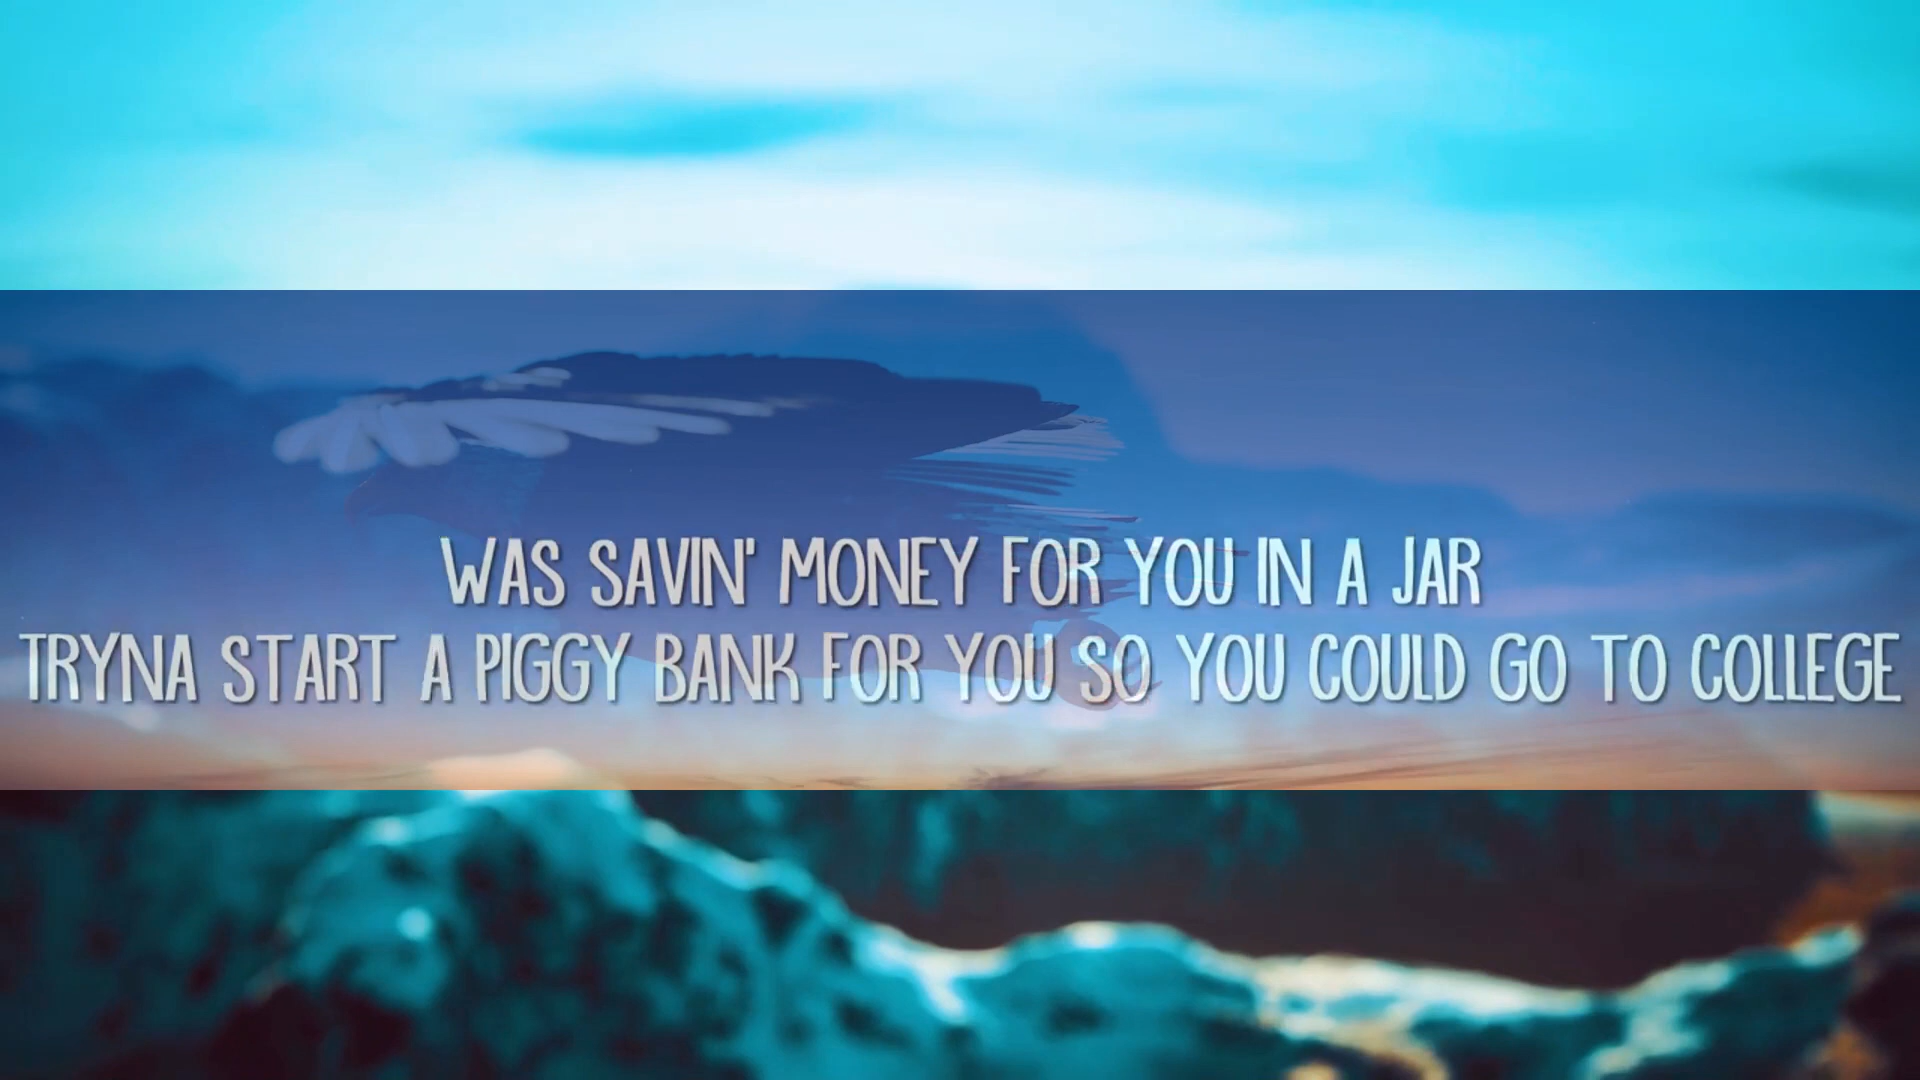 WAS SAVIN' MONEY FOR YOU IN A JAR
TRYNA START A PIGGY BANK FOR YOU SO YOU COULD GO TO COLLEGE